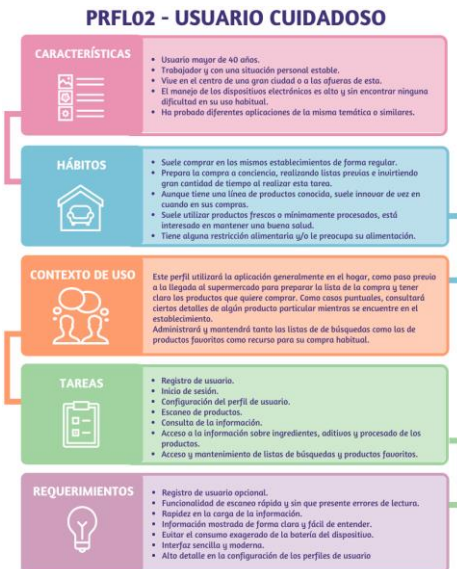 PRFL02 - USUARIO CUIDADOSO
CARACTERÍSTICAS
• Usuario mayor de 40 años.
• Trabajador y con una situación personal estable.
• Vive en el centro de una gran ciudad o a las afueras de esta.
• El manejo de los dispositivos electrónicos es alto y sin encontrar ninguna
dificultad en su uso habitual.
• Ha probado diferentes aplicaciones de la misma temática o similares.
HÁBITOS
• Suele comprar en los mismos establecimientos de forma regular.
• Prepara la compra a conciencia, realizando listas previas e invirtiendo
gran cantidad de tiempo al realizar esta tarea.
• Aunque tiene una línea de productos conocida, suele innovar de vez en
cuando en sus compras.
• Suele utilizar productos frescos o mínimamente procesados, está
interesado en mantener una buena salud.
• Tiene alguna restricción alimentaria y/o le preocupa su alimentación.
CONTEXTO DE USO
Este perfil utilizará la aplicación generalmente en el hogar, como paso previo
a la llegada al supermercado para preparar la lista de la compra y tener
claro los productos que quiere comprar. Como casos puntuales, consultará
ciertos detalles de algún producto particular mientras se encuentre en el
establecimiento.
Administrará y mantendrá tanto las listas de de búsquedas como las de
productos favoritos como recurso para su compra habitual.
TAREAS
• Registro de usuario.
• Inicio de sesión.
• Configuración del perfil de usuario.
• Escaneo de productos.
• Consulta de la información.
• Acceso a la información sobre ingredientes, aditivos y procesado de los
productos.
• Acceso y mantenimiento de listas de búsquedas y productos favoritos.
REQUERIMIENTOS
• Registro de usuario opcional.
• Funcionalidad de escaneo rápida y sin que presente errores de lectura.
• Rapidez en la carga de la información.
• Información mostrada de forma clara y fácil de entender.
• Evitar el consumo exagerado de la batería del dispositivo.
• Interfaz sencilla y moderna.
• Alto detalle en la configuración de los perfiles de usuario